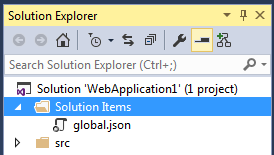 Solution Explorer
Search Solution Explorer (Ctrl+;)
Solution 'WebApplication1' (1 project)
Solution Items
global.json
src